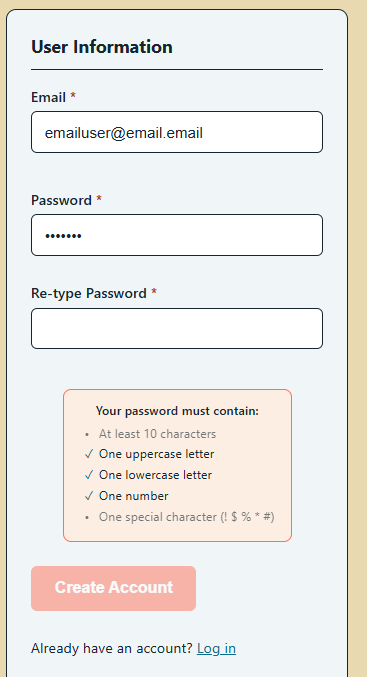 User Information
Email *
emailuser@email.email
Password *
•••••••
Re-type Password *
Your password must contain:
• At least 10 characters
✓ One uppercase letter
✓ One lowercase letter
✓ One number
• One special character (! $ % * #)
Create Account
Already have an account? Log in